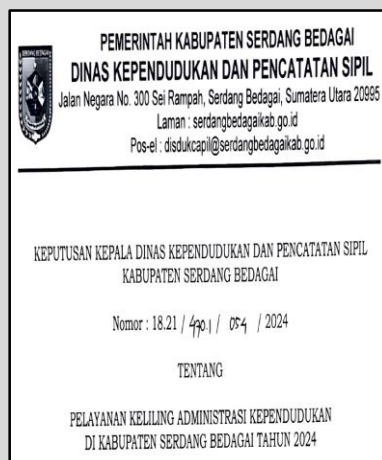 PEMERINTAH KABUPATEN SERDANG BEDAGAI
DINAS KEPENDUDUKAN DAN PENCATATAN SIPIL
Jalan Negara No. 300 Sei Rampah, Serdang Bedagai, Sumatera Utara 20995
Laman : serdangbedagaikab.go.id
Pos-el : disdukcapil@serdangbedagaikab.go.id
KEPUTUSAN KEPALA DINAS KEPENDUDUKAN DAN PENCATATAN SIPIL
KABUPATEN SERDANG BEDAGAI
Nomor : 18.21 / 470.1 / 054 / 2024
TENTANG
PELAYANAN KELILING ADMINISTRASI KEPENDUDUKAN
DI KABUPATEN SERDANG BEDAGAI TAHUN 2024